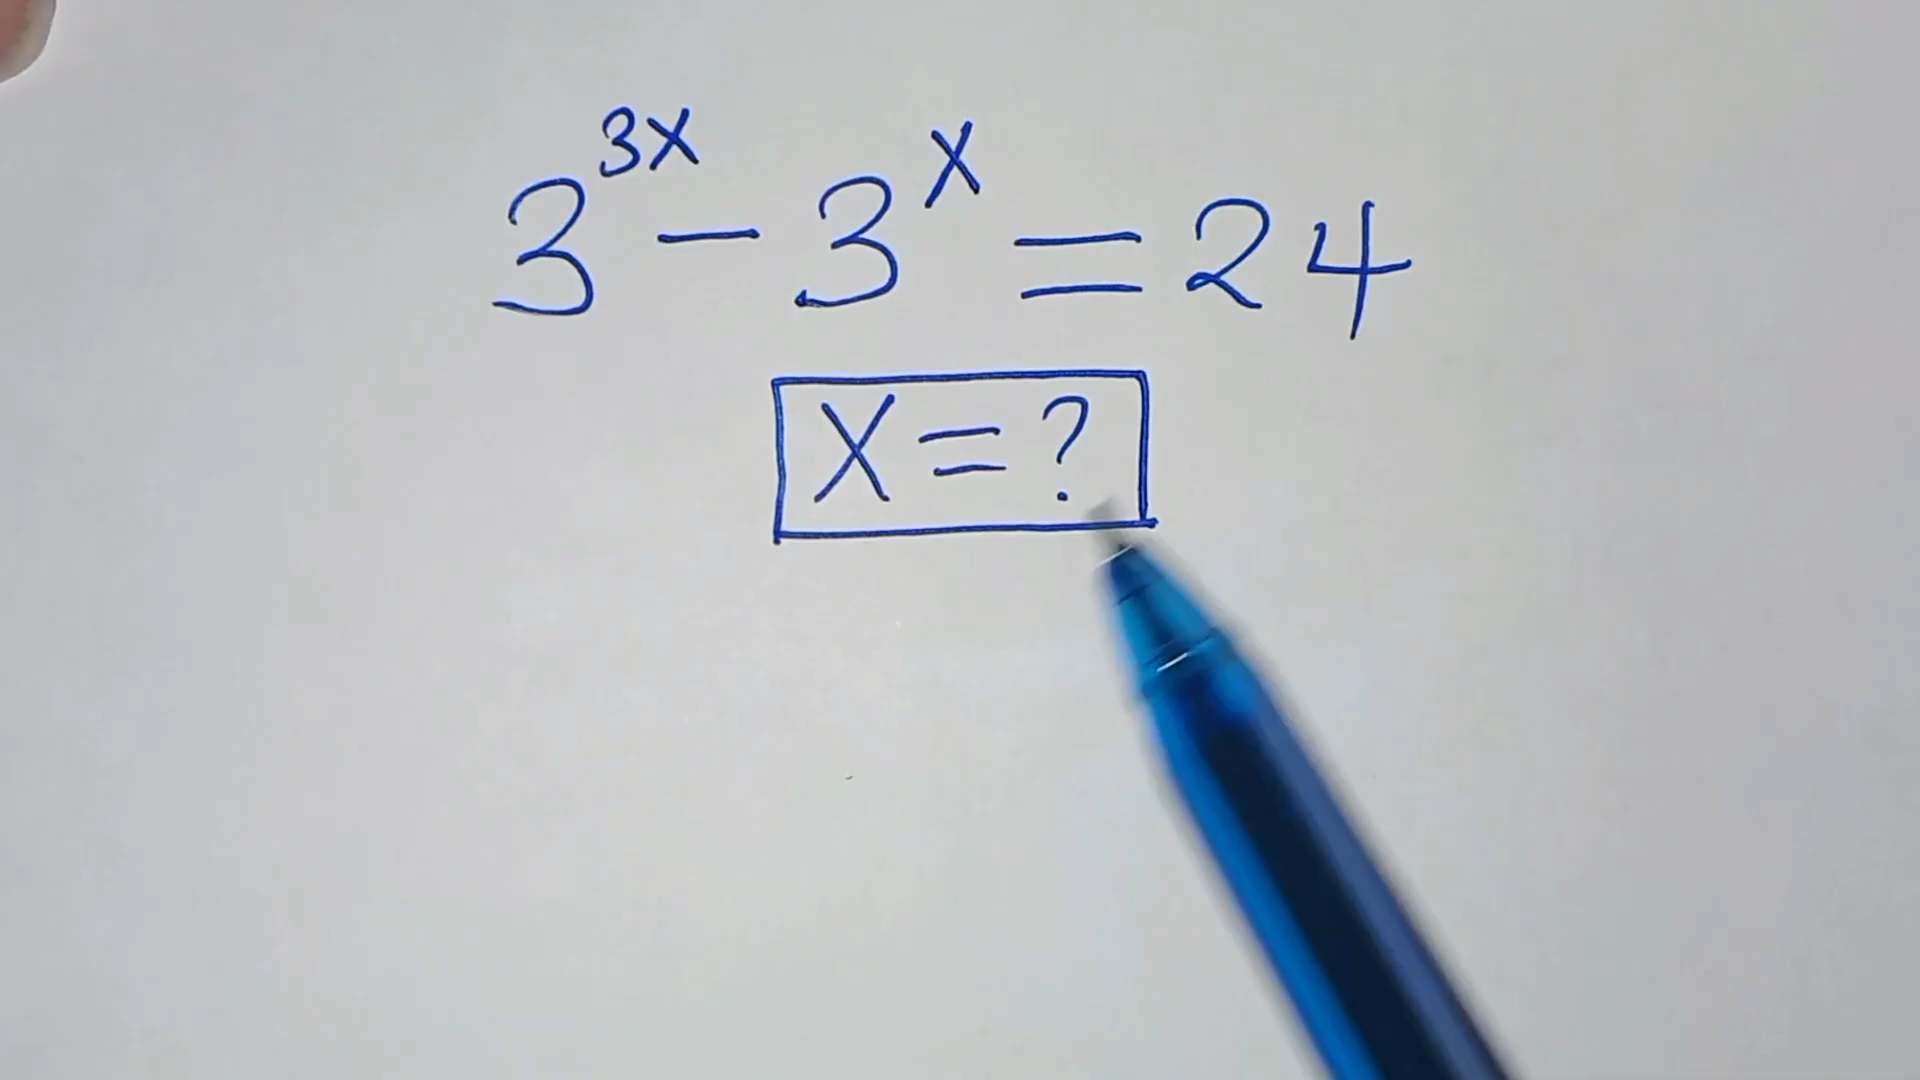 3^{3x} - 3^x = 24
X = ?